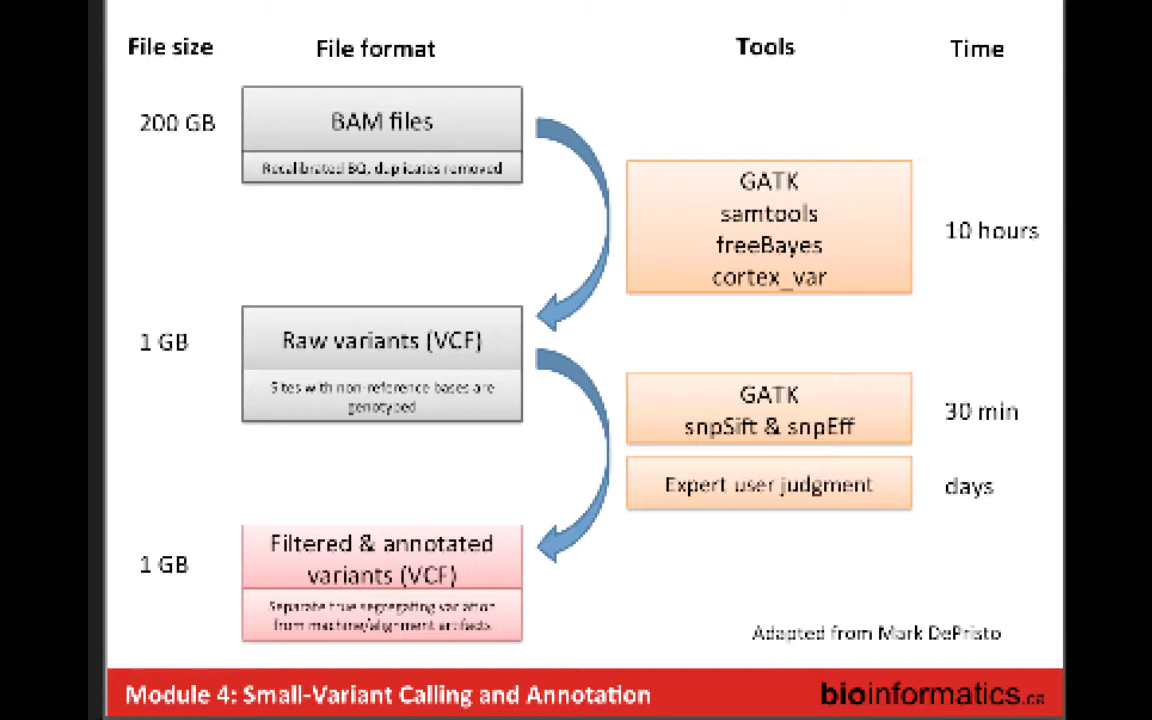 File size
File format
Tools
Time
200 GB
BAM files
Recalibrated BQ, duplicates removed
GATK
samtools
freeBayes
cortex_var
10 hours
1 GB
Raw variants (VCF)
Sites with non-reference bases are
genotyped
GATK
snpSift & snpEff
30 min
Expert user judgment
days
1 GB
Filtered & annotated
variants (VCF)
Separate true segregating variation
from machine/alignment artifacts
Adapted from Mark DePristo
Module 4: Small-Variant Calling and Annotation
bioinformatics.ca